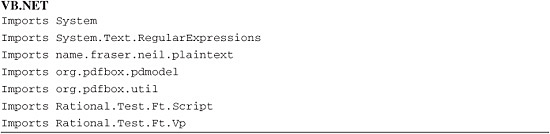 VB.NET
Imports System
Imports System.Text.RegularExpressions
Imports name.fraser.neil.plaintext
Imports org.pdfbox.pdmodel
Imports org.pdfbox.util
Imports Rational.Test.Ft.Script
Imports Rational.Test.Ft.Vp